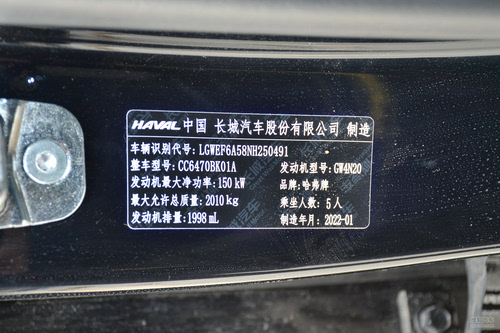 HAVAL 中国 长城汽车股份有限公司 制造
车辆识别代号: LGWEF6A58NH250491
整车型号: CC6470BK01A 发动机型号: GW4N20
发动机最大净功率: 150 kW 品牌: 哈弗牌
最大允许总质量: 2010 kg 乘坐人数: 5 人
发动机排量: 1998 mL 制造年月: 2022-01